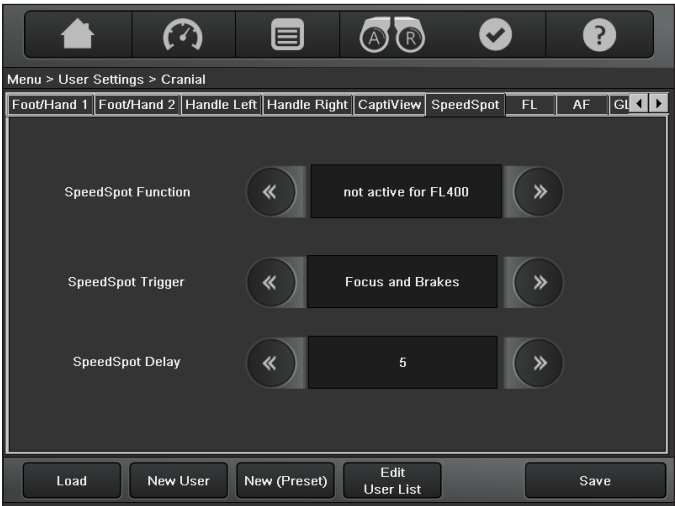 A R ?
Menu > User Settings > Cranial
Foot/Hand 1 Foot/Hand 2 Handle Left Handle Right CaptiView SpeedSpot FL AF GL
SpeedSpot Function not active for FL400
SpeedSpot Trigger Focus and Brakes
SpeedSpot Delay 5
Load New User New (Preset) Edit User List Save